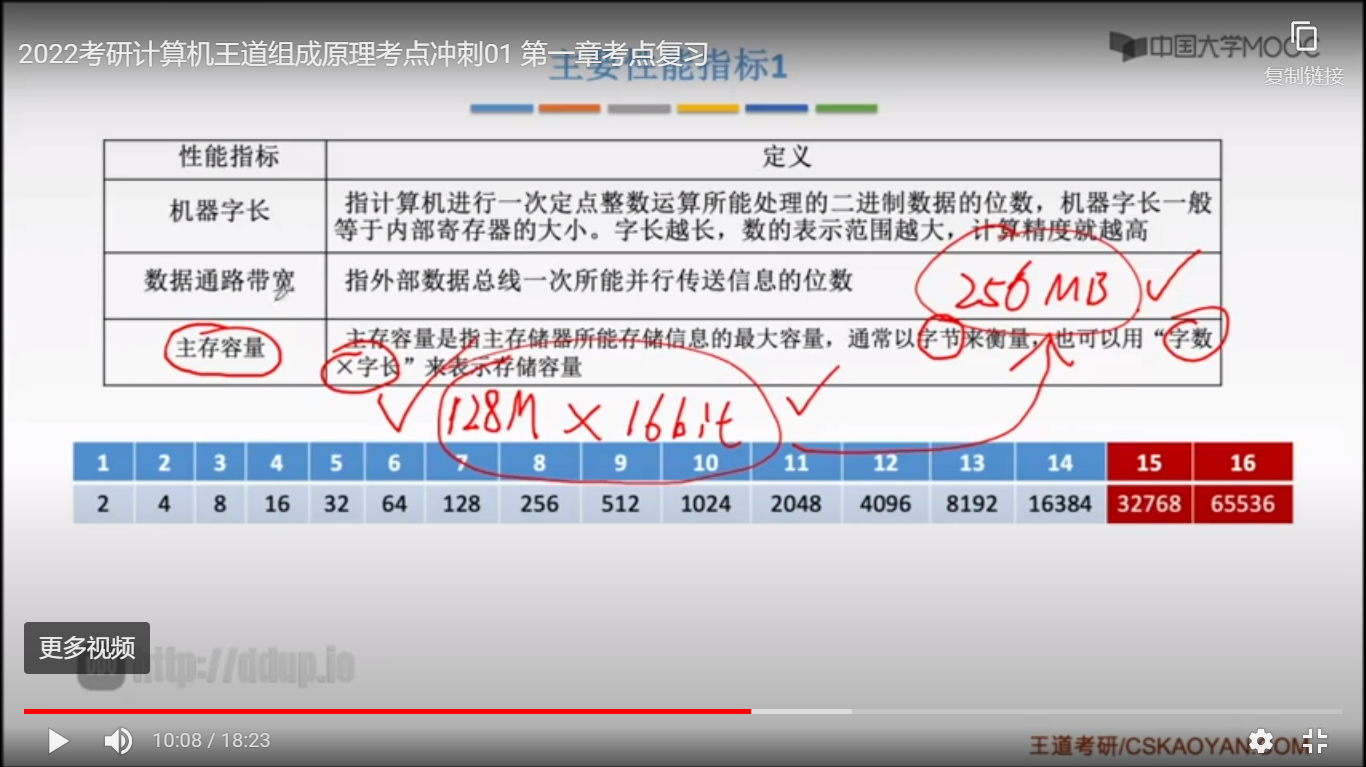 2022考研计算机王道组成原理考点冲刺01 第一章考点复习
主要性能指标1
中国大学MOOC
复制链接
性能指标
定义
机器字长
指计算机进行一次定点整数运算所能处理的二进制数据的位数，机器字长一般
等于内部寄存器的大小。字长越长，数的表示范围越大，计算精度就越高
数据通路带宽
指外部数据总线一次所能并行传送信息的位数
256 MB
主存容量
主存容量是指主存储器所能存储信息的最大容量，通常以字节来衡量，也可以用“字数
×字长”来表示存储容量
128M × 16bit
1 2 3 4 5 6 7 8 9 10 11 12 13 14 15 16
2 4 8 16 32 64 128 256 512 1024 2048 4096 8192 16384 32768 65536
更多视频
http://ddup.io
10:08 / 18:23
王道考研/CSKAOYAN.COM